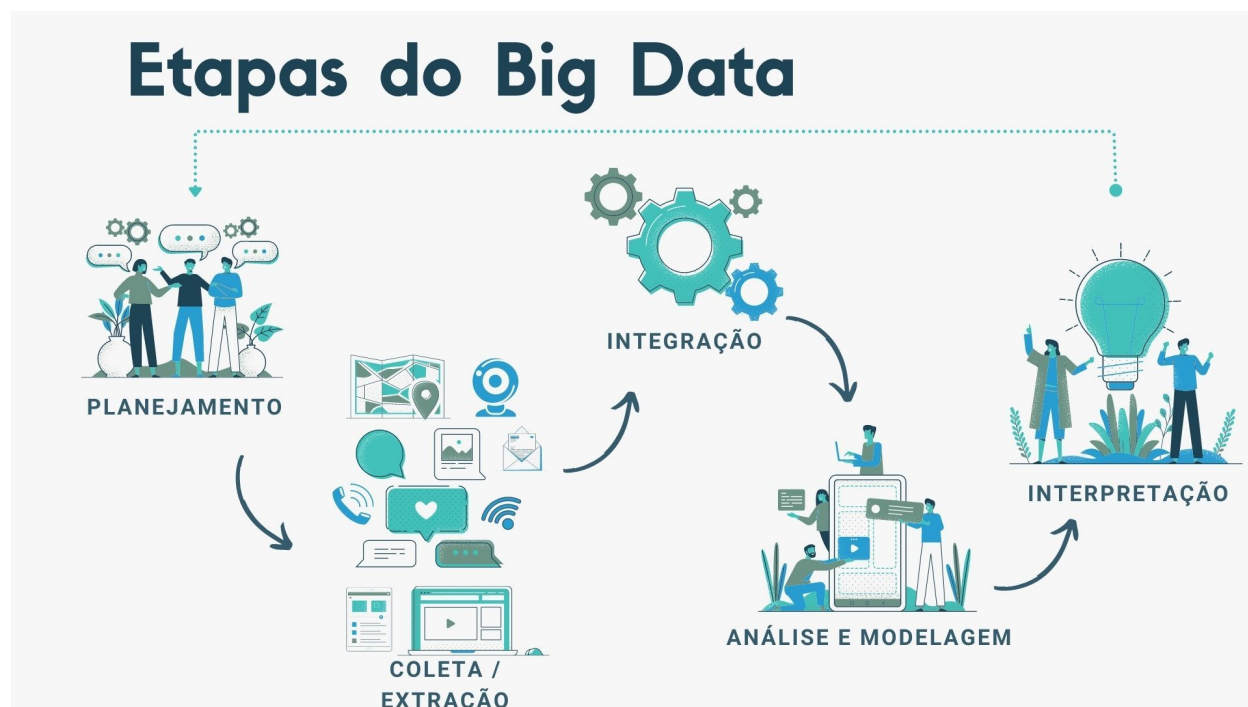 Etapas do Big Data
PLANEJAMENTO
COLETA /
EXTRAÇÃO
INTEGRAÇÃO
ANÁLISE E MODELAGEM
INTERPRETAÇÃO